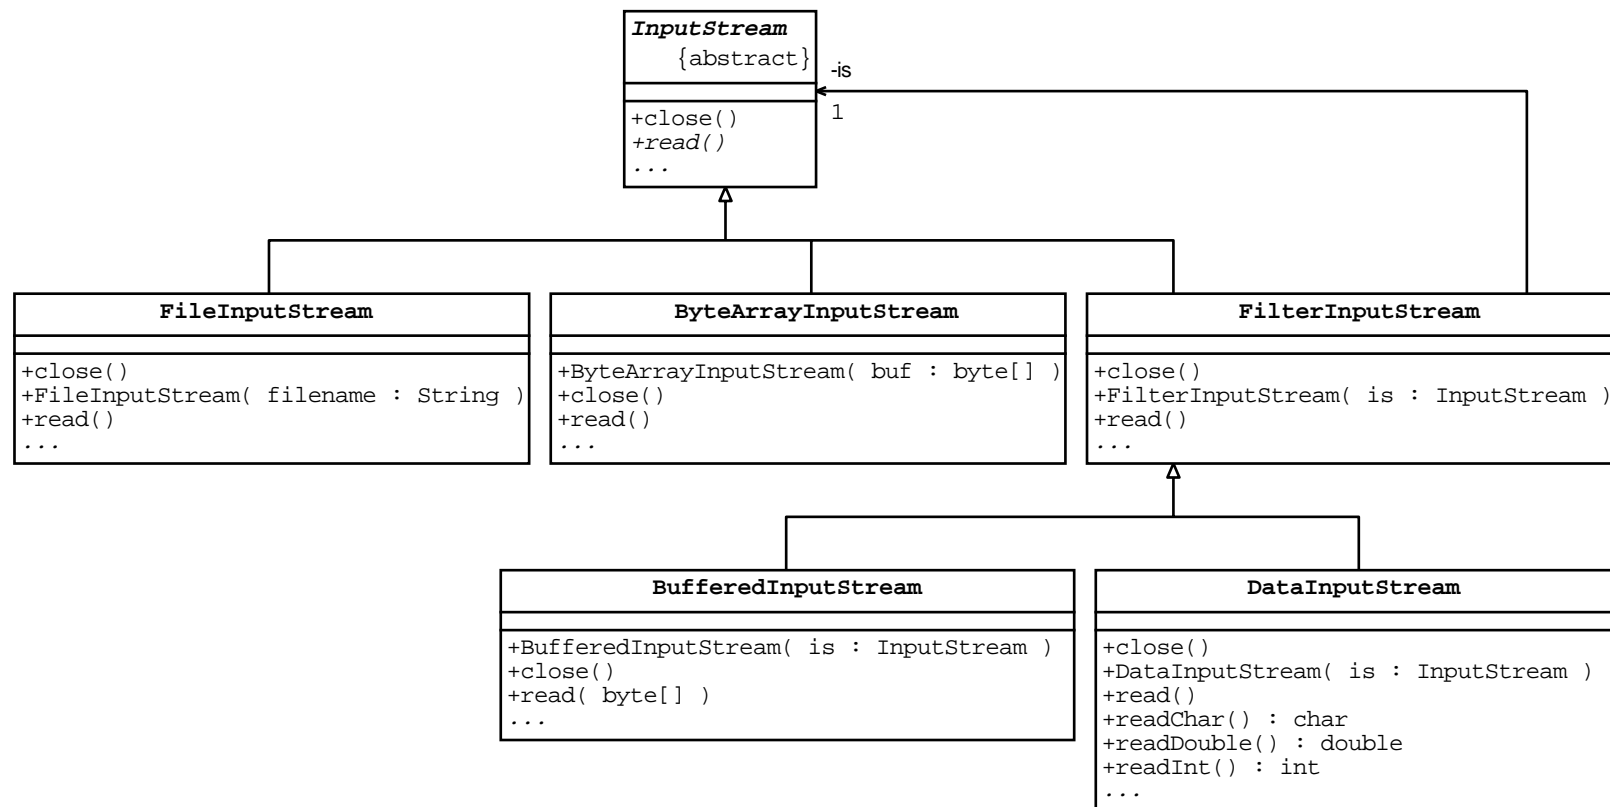 InputStream
{abstract}
-is
1
+close()
+read()
...
FileInputStream
+close()
+FileInputStream( filename : String )
+read()
...
ByteArrayInputStream
+ByteArrayInputStream( buf : byte[] )
+close()
+read()
...
FilterInputStream
+close()
+FilterInputStream( is : InputStream )
+read()
...
BufferedInputStream
+BufferedInputStream( is : InputStream )
+close()
+read( byte[] )
...
DataInputStream
+close()
+DataInputStream( is : InputStream )
+read()
+readChar() : char
+readDouble() : double
+readInt() : int
...